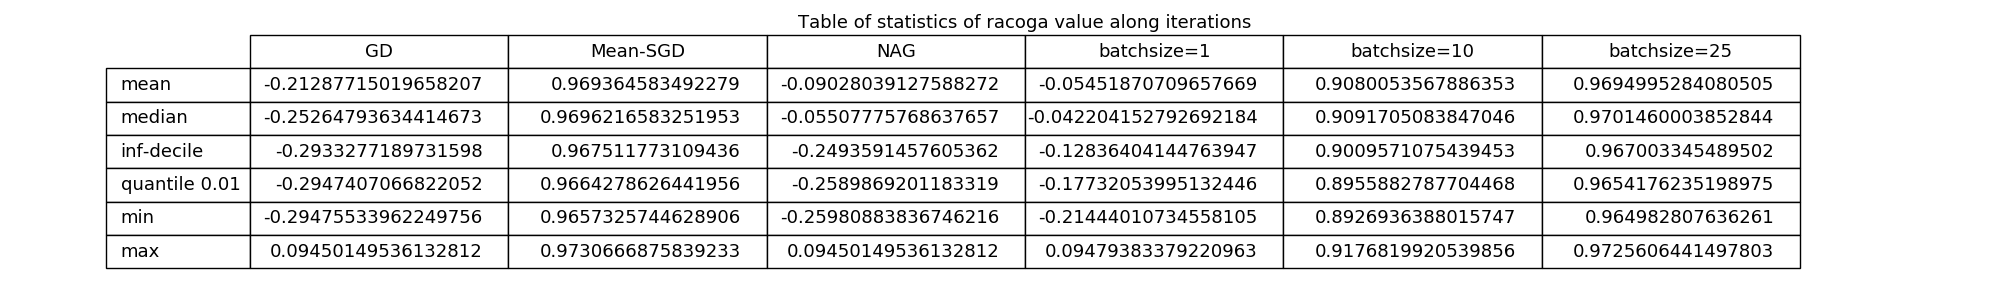 Table of statistics of racoga value along iterations
GD Mean-SGD NAG batchsize=1 batchsize=10 batchsize=25
mean -0.21287715019658207 0.969364583492279 -0.09028039127588272 -0.05451870709657669 0.9080053567886353 0.9694995284080505
median -0.25264793634414673 0.9696216583251953 -0.05507775768637657 -0.042204152792692184 0.9091705083847046 0.9701460003852844
inf-decile -0.2933277189731598 0.967511773109436 -0.2493591457605362 -0.12836404144763947 0.9009571075439453 0.967003345489502
quantile 0.01 -0.2947407066822052 0.9664278626441956 -0.2589869201183319 -0.17732053995132446 0.8955882787704468 0.9654176235198975
min -0.29475533962249756 0.9657325744628906 -0.25980883836746216 -0.21444010734558105 0.8926936388015747 0.964982807636261
max 0.09450149536132812 0.9730666875839233 0.09450149536132812 0.09479383379220963 0.9176819920539856 0.9725606441497803